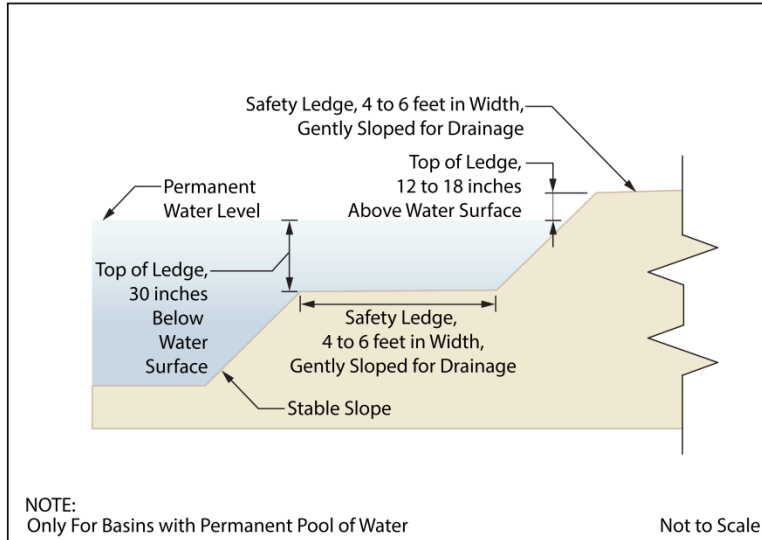 Safety Ledge, 4 to 6 feet in Width,
Gently Sloped for Drainage
Top of Ledge,
12 to 18 inches
Above Water Surface
Permanent
Water Level
Top of Ledge,
30 inches
Below
Water
Surface
Safety Ledge,
4 to 6 feet in Width,
Gently Sloped for Drainage
Stable Slope
NOTE:
Only For Basins with Permanent Pool of Water
Not to Scale